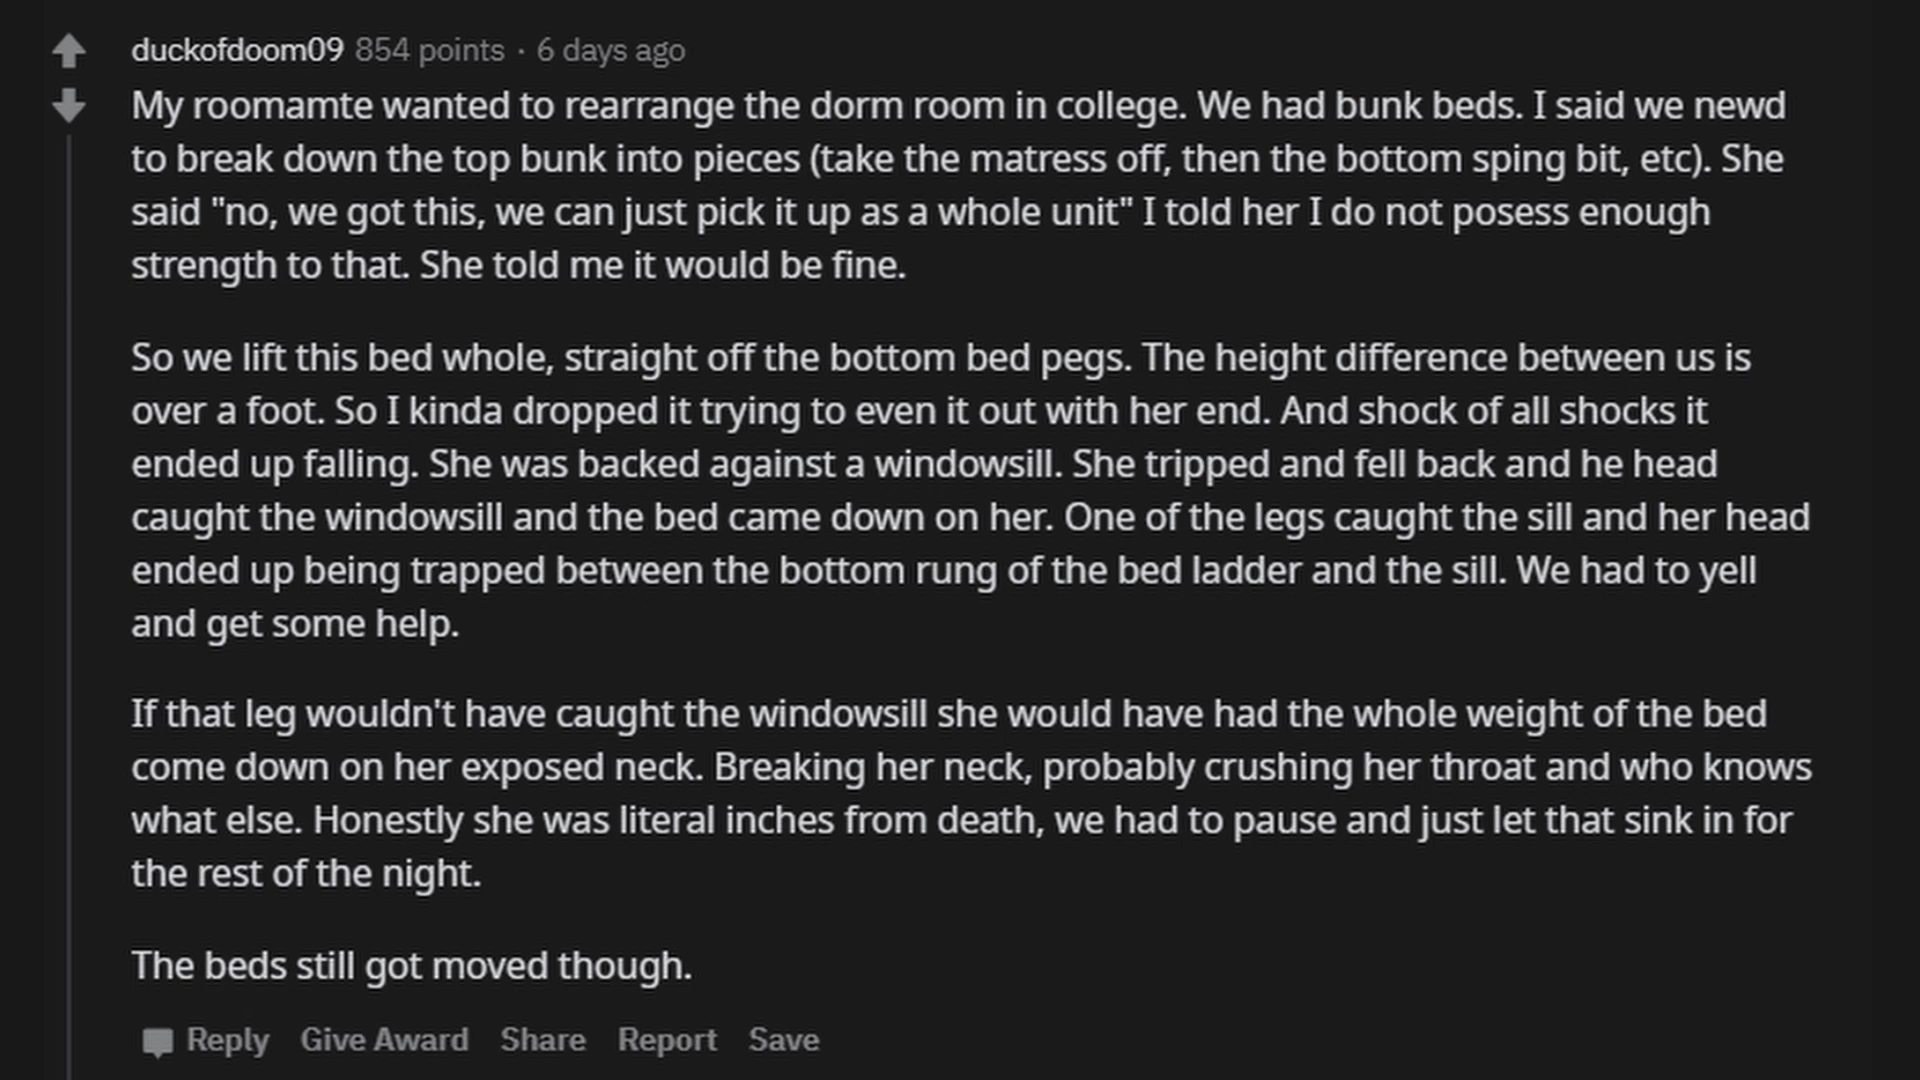 duckofdoom09 854 points · 6 days ago
My roomamte wanted to rearrange the dorm room in college. We had bunk beds. I said we newd
to break down the top bunk into pieces (take the matress off, then the bottom sping bit, etc). She
said "no, we got this, we can just pick it up as a whole unit" I told her I do not posess enough
strength to that. She told me it would be fine.
So we lift this bed whole, straight off the bottom bed pegs. The height difference between us is
over a foot. So I kinda dropped it trying to even it out with her end. And shock of all shocks it
ended up falling. She was backed against a windowsill. She tripped and fell back and he head
caught the windowsill and the bed came down on her. One of the legs caught the sill and her head
ended up being trapped between the bottom rung of the bed ladder and the sill. We had to yell
and get some help.
If that leg wouldn't have caught the windowsill she would have had the whole weight of the bed
come down on her exposed neck. Breaking her neck, probably crushing her throat and who knows
what else. Honestly she was literal inches from death, we had to pause and just let that sink in for
the rest of the night.
The beds still got moved though.
Reply Give Award Share Report Save